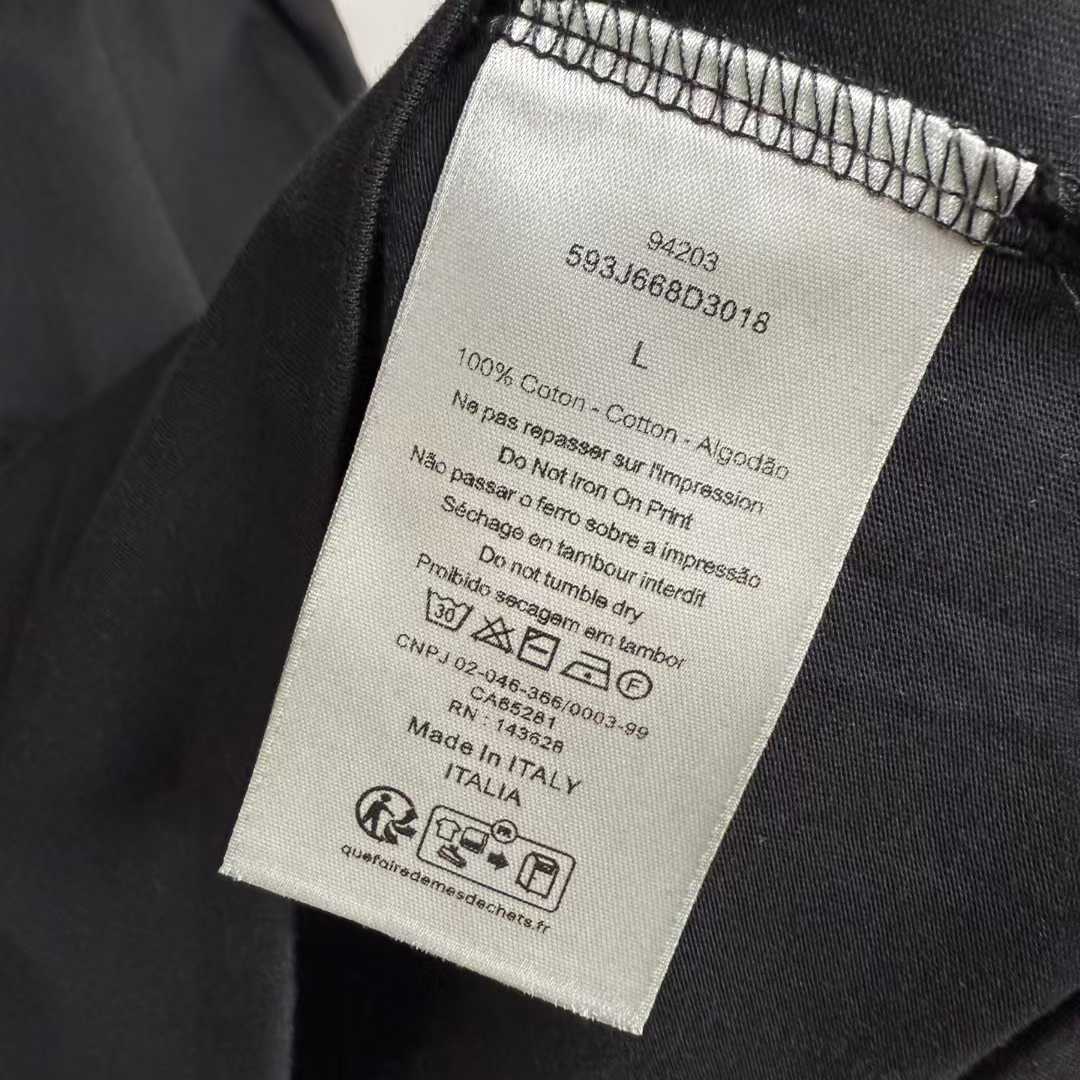 94203
593J668D3018
L
100% Coton - Cotton - Algodão
Ne pas repasser sur l'Impression
Do Not Iron On Print
Não passar o ferro sobre a impressão
Séchage en tambour interdit
Do not tumble dry
Proibido secagem em tambor
30
F
CNPJ 02-046-366/0003-99
CA65281
RN : 143628
Made In ITALY
ITALIA
FR
quefairedemesdechets.fr